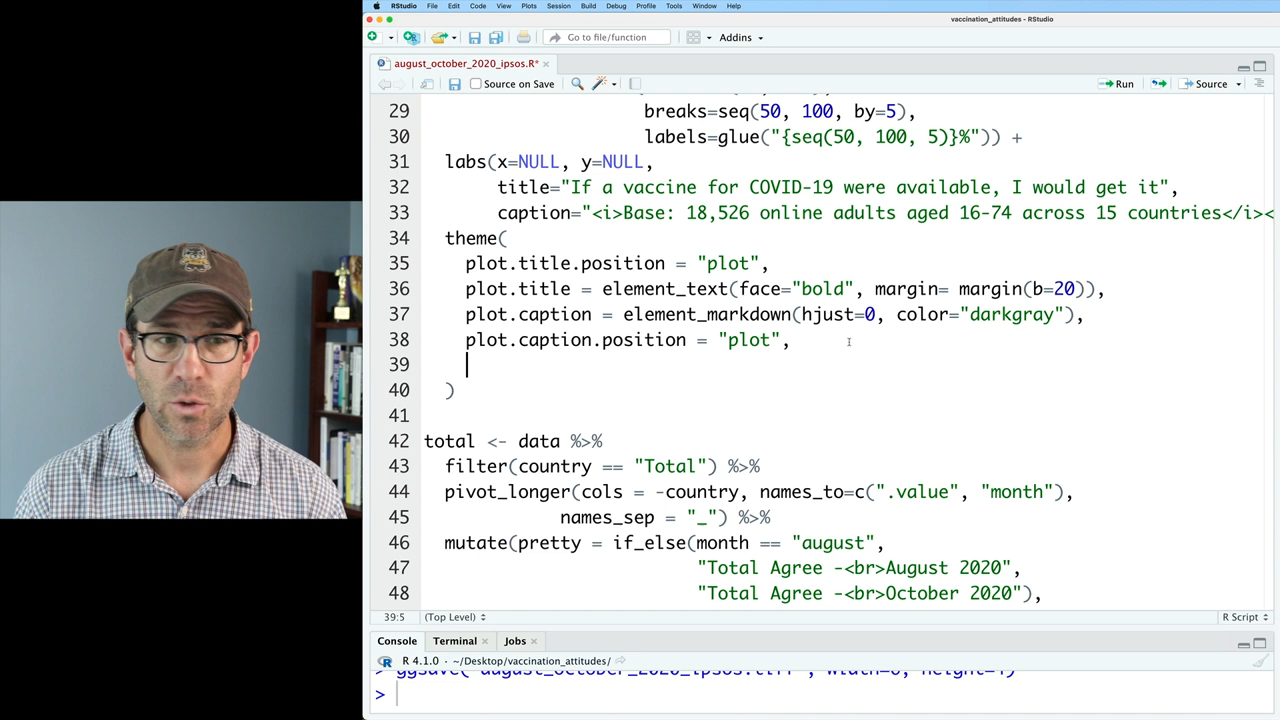 RStudio File Edit Code View Plots Session Build Debug Profile Tools Window Help
vaccination_attitudes - RStudio
Go to file/function Addins
august_october_2020_ipsos.R*
Source on Save Run Source
29 breaks=seq(50, 100, by=5),
30 labels=glue("{seq(50, 100, 5)}%")) +
31 labs(x=NULL, y=NULL,
32 title="If a vaccine for COVID-19 were available, I would get it",
33 caption="<i>Base: 18,526 online adults aged 16-74 across 15 countries</i><
34 theme(
35 plot.title.position = "plot",
36 plot.title = element_text(face="bold", margin= margin(b=20)),
37 plot.caption = element_markdown(hjust=0, color="darkgray"),
38 plot.caption.position = "plot",
39
40 )
41
42 total <- data %>%
43 filter(country == "Total") %>%
44 pivot_longer(cols = -country, names_to=c(".value", "month"),
45 names_sep = "_") %>%
46 mutate(pretty = if_else(month == "august",
47 "Total Agree -<br>August 2020",
48 "Total Agree -<br>October 2020"),
39:5 (Top Level) R Script
Console Terminal Jobs
R 4.1.0 · ~/Desktop/vaccination_attitudes/
> ggsave("august_october_2020_ipsos.tiff", width=6, height=4)
>